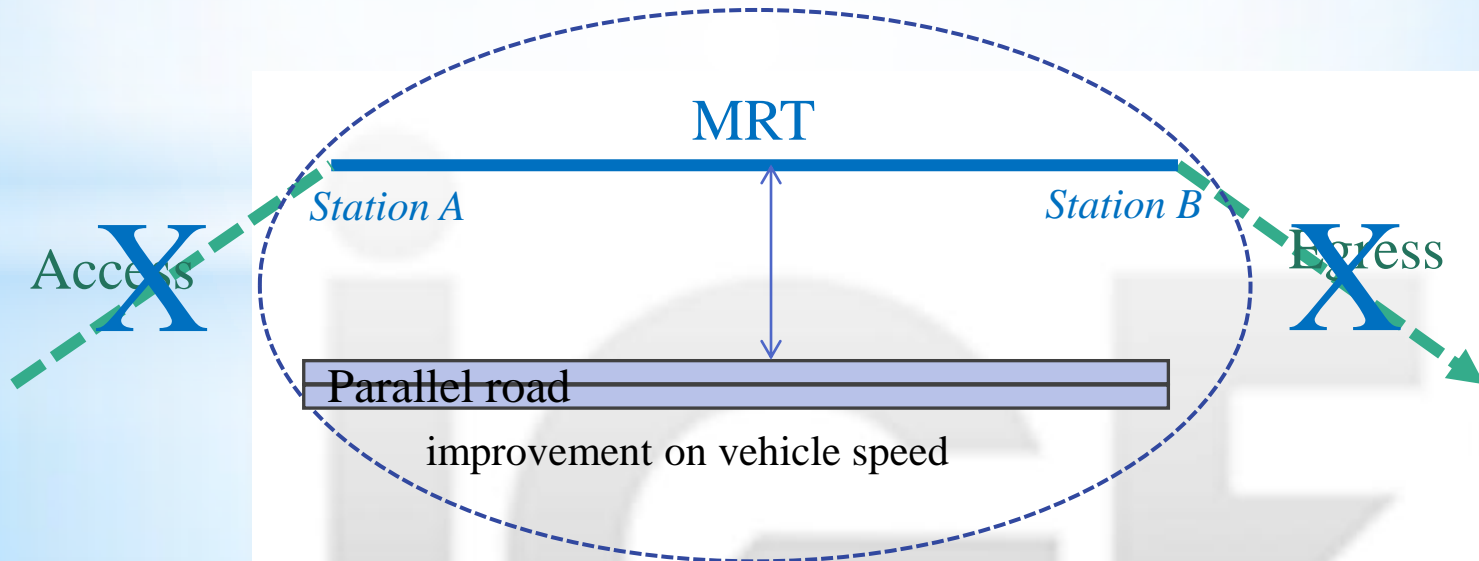 MRT
Station A
Station B
Access
X
Egress
X
Parallel road
improvement on vehicle speed